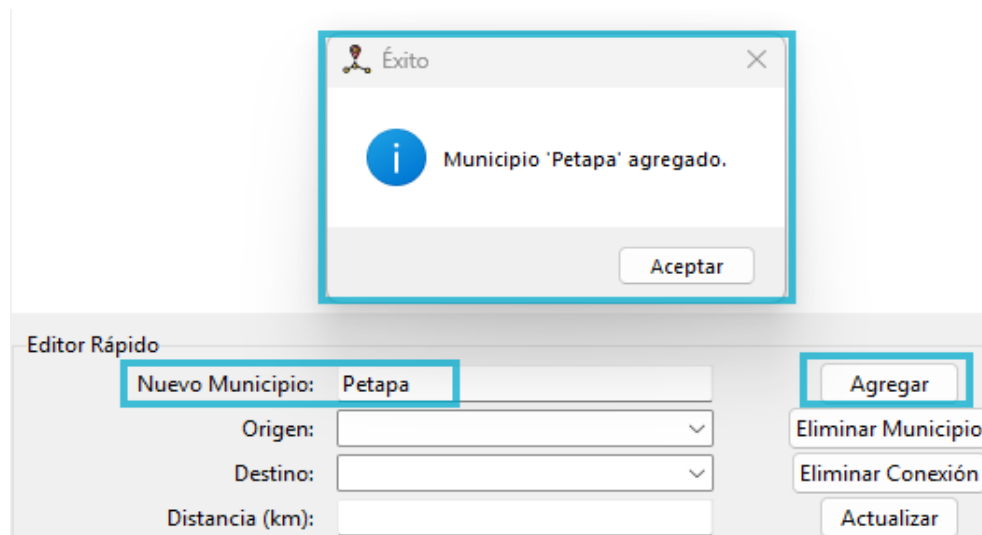 Éxito
Municipio 'Petapa' agregado.
Aceptar
Editor Rápido
Nuevo Municipio: Petapa Agregar
Origen: Eliminar Municipio
Destino: Eliminar Conexión
Distancia (km): Actualizar